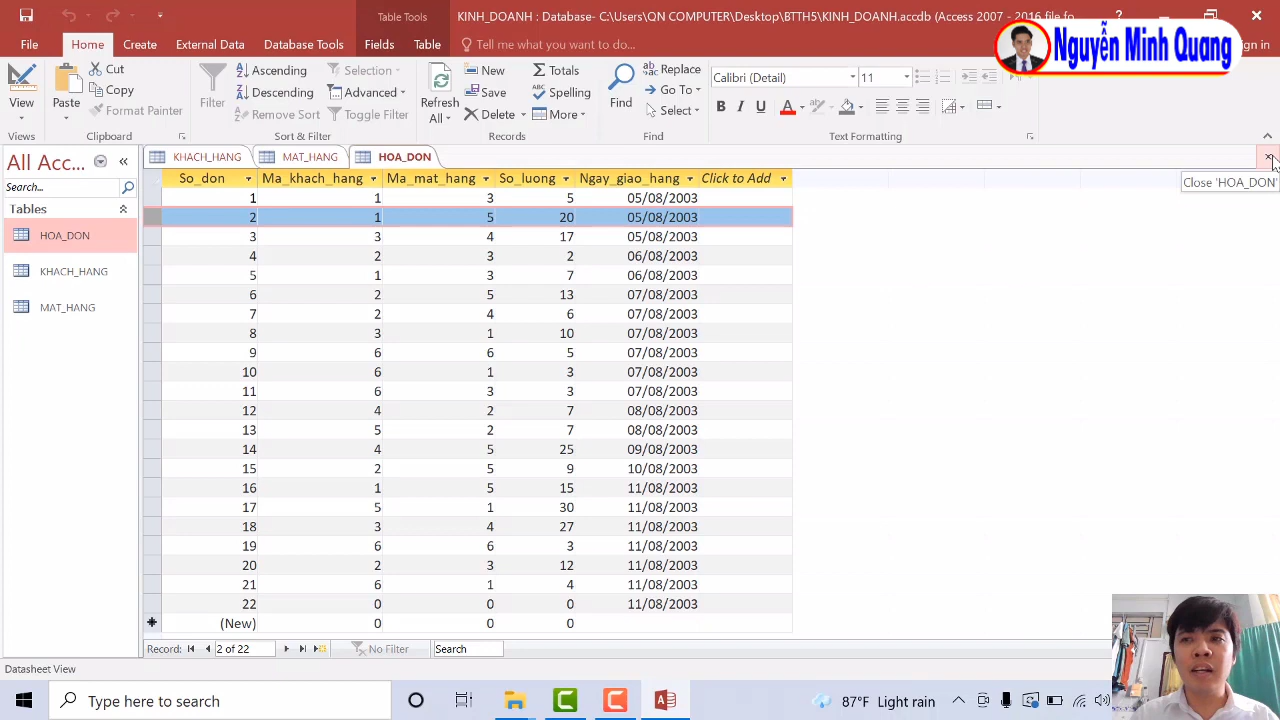 Table Tools
KINH_DOANH : Database- C:\Users\QN COMPUTER\Desktop\BTTH5\KINH_DOANH.accdb (Access 2007 - 2016 file fo
?
File Home Create External Data Database Tools Fields Table Tell me what you want to do... ign in
Nguyễn Minh Quang
View
Views
Paste
Cut
Copy
Format Painter
Clipboard
Filter
Ascending
Descending
Remove Sort
Selection
Advanced
Toggle Filter
Sort & Filter
Refresh
All
New
Save
Delete
Totals
Spelling
More
Records
Find
Replace
Go To
Select
Find
Calibri (Detail) 11
B I U A
Text Formatting
All Acc... «
Search...
Tables
HOA_DON
KHACH_HANG
MAT_HANG
KHACH_HANG MAT_HANG HOA_DON
Close 'HOA_DON'
So_don Ma_khach_hang Ma_mat_hang So_luong Ngay_giao_hang Click to Add
1 1 3 5 05/08/2003
2 1 5 20 05/08/2003
3 3 4 17 05/08/2003
4 2 3 2 06/08/2003
5 1 3 7 06/08/2003
6 2 5 13 07/08/2003
7 2 4 6 07/08/2003
8 3 1 10 07/08/2003
9 6 6 5 07/08/2003
10 6 1 3 07/08/2003
11 6 3 3 07/08/2003
12 4 2 7 08/08/2003
13 5 2 7 08/08/2003
14 4 5 25 09/08/2003
15 2 5 9 10/08/2003
16 1 5 15 11/08/2003
17 5 1 30 11/08/2003
18 3 4 27 11/08/2003
19 6 6 3 11/08/2003
20 2 3 12 11/08/2003
21 6 1 4 11/08/2003
22 0 0 0 11/08/2003
(New) 0 0 0
Record: 2 of 22 No Filter Search
Datasheet View
Type here to search
87°F Light rain